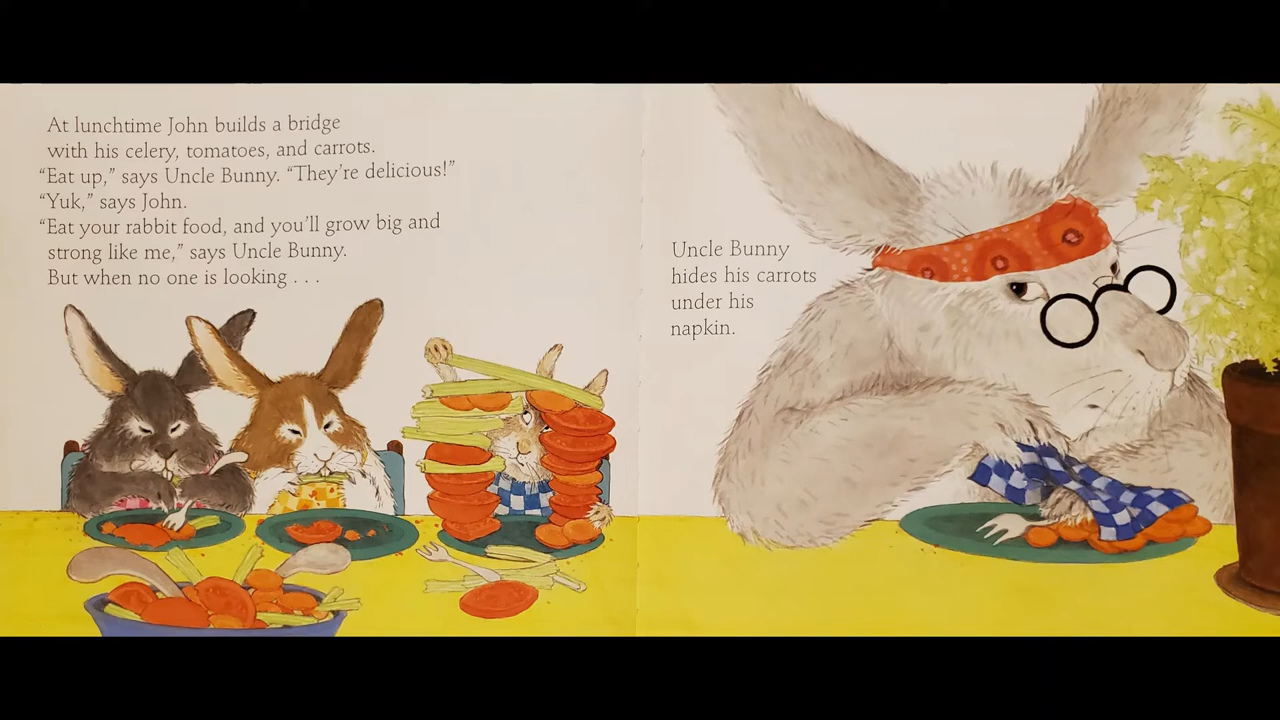 At lunchtime John builds a bridge
with his celery, tomatoes, and carrots.
“Eat up,” says Uncle Bunny. “They’re delicious!”
“Yuk,” says John.
“Eat your rabbit food, and you’ll grow big and
strong like me,” says Uncle Bunny.
But when no one is looking . . .
Uncle Bunny
hides his carrots
under his
napkin.